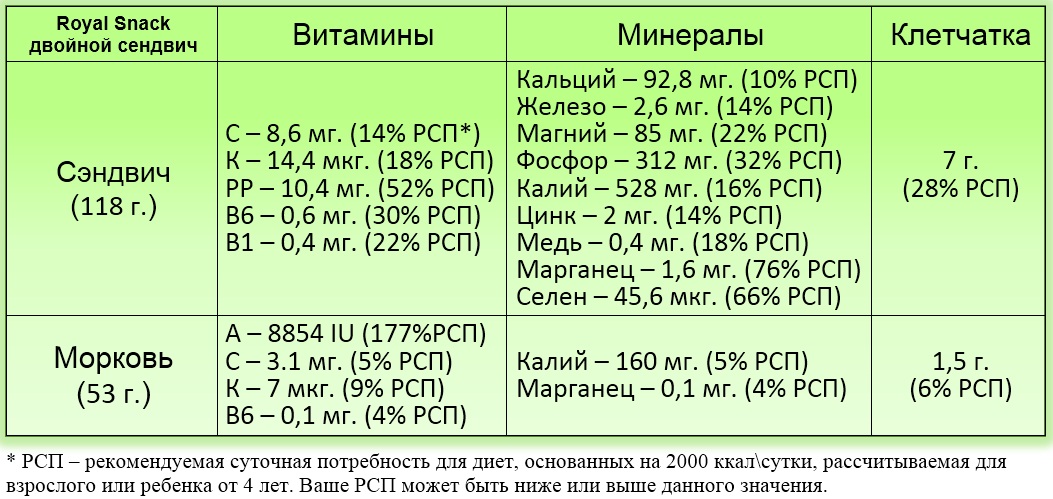 Royal Snack
двойной сендвич
Витамины
Минералы
Клетчатка
Сэндвич
(118 г.)
С – 8,6 мг. (14% РСП*)
К – 14,4 мкг. (18% РСП)
РР – 10,4 мг. (52% РСП)
В6 – 0,6 мг. (30% РСП)
В1 – 0,4 мг. (22% РСП)
Кальций – 92,8 мг. (10% РСП)
Железо – 2,6 мг. (14% РСП)
Магний – 85 мг. (22% РСП)
Фосфор – 312 мг. (32% РСП)
Калий – 528 мг. (16% РСП)
Цинк – 2 мг. (14% РСП)
Медь – 0,4 мг. (18% РСП)
Марганец – 1,6 мг. (76% РСП)
Селен – 45,6 мкг. (66% РСП)
7 г.
(28% РСП)
Морковь
(53 г.)
А – 8854 IU (177%РСП)
С – 3.1 мг. (5% РСП)
К – 7 мкг. (9% РСП)
В6 – 0,1 мг. (4% РСП)
Калий – 160 мг. (5% РСП)
Марганец – 0,1 мг. (4% РСП)
1,5 г.
(6% РСП)
* РСП – рекомендуемая суточная потребность для диет, основанных на 2000 ккал\сутки, рассчитываемая для
взрослого или ребенка от 4 лет. Ваше РСП может быть ниже или выше данного значения.